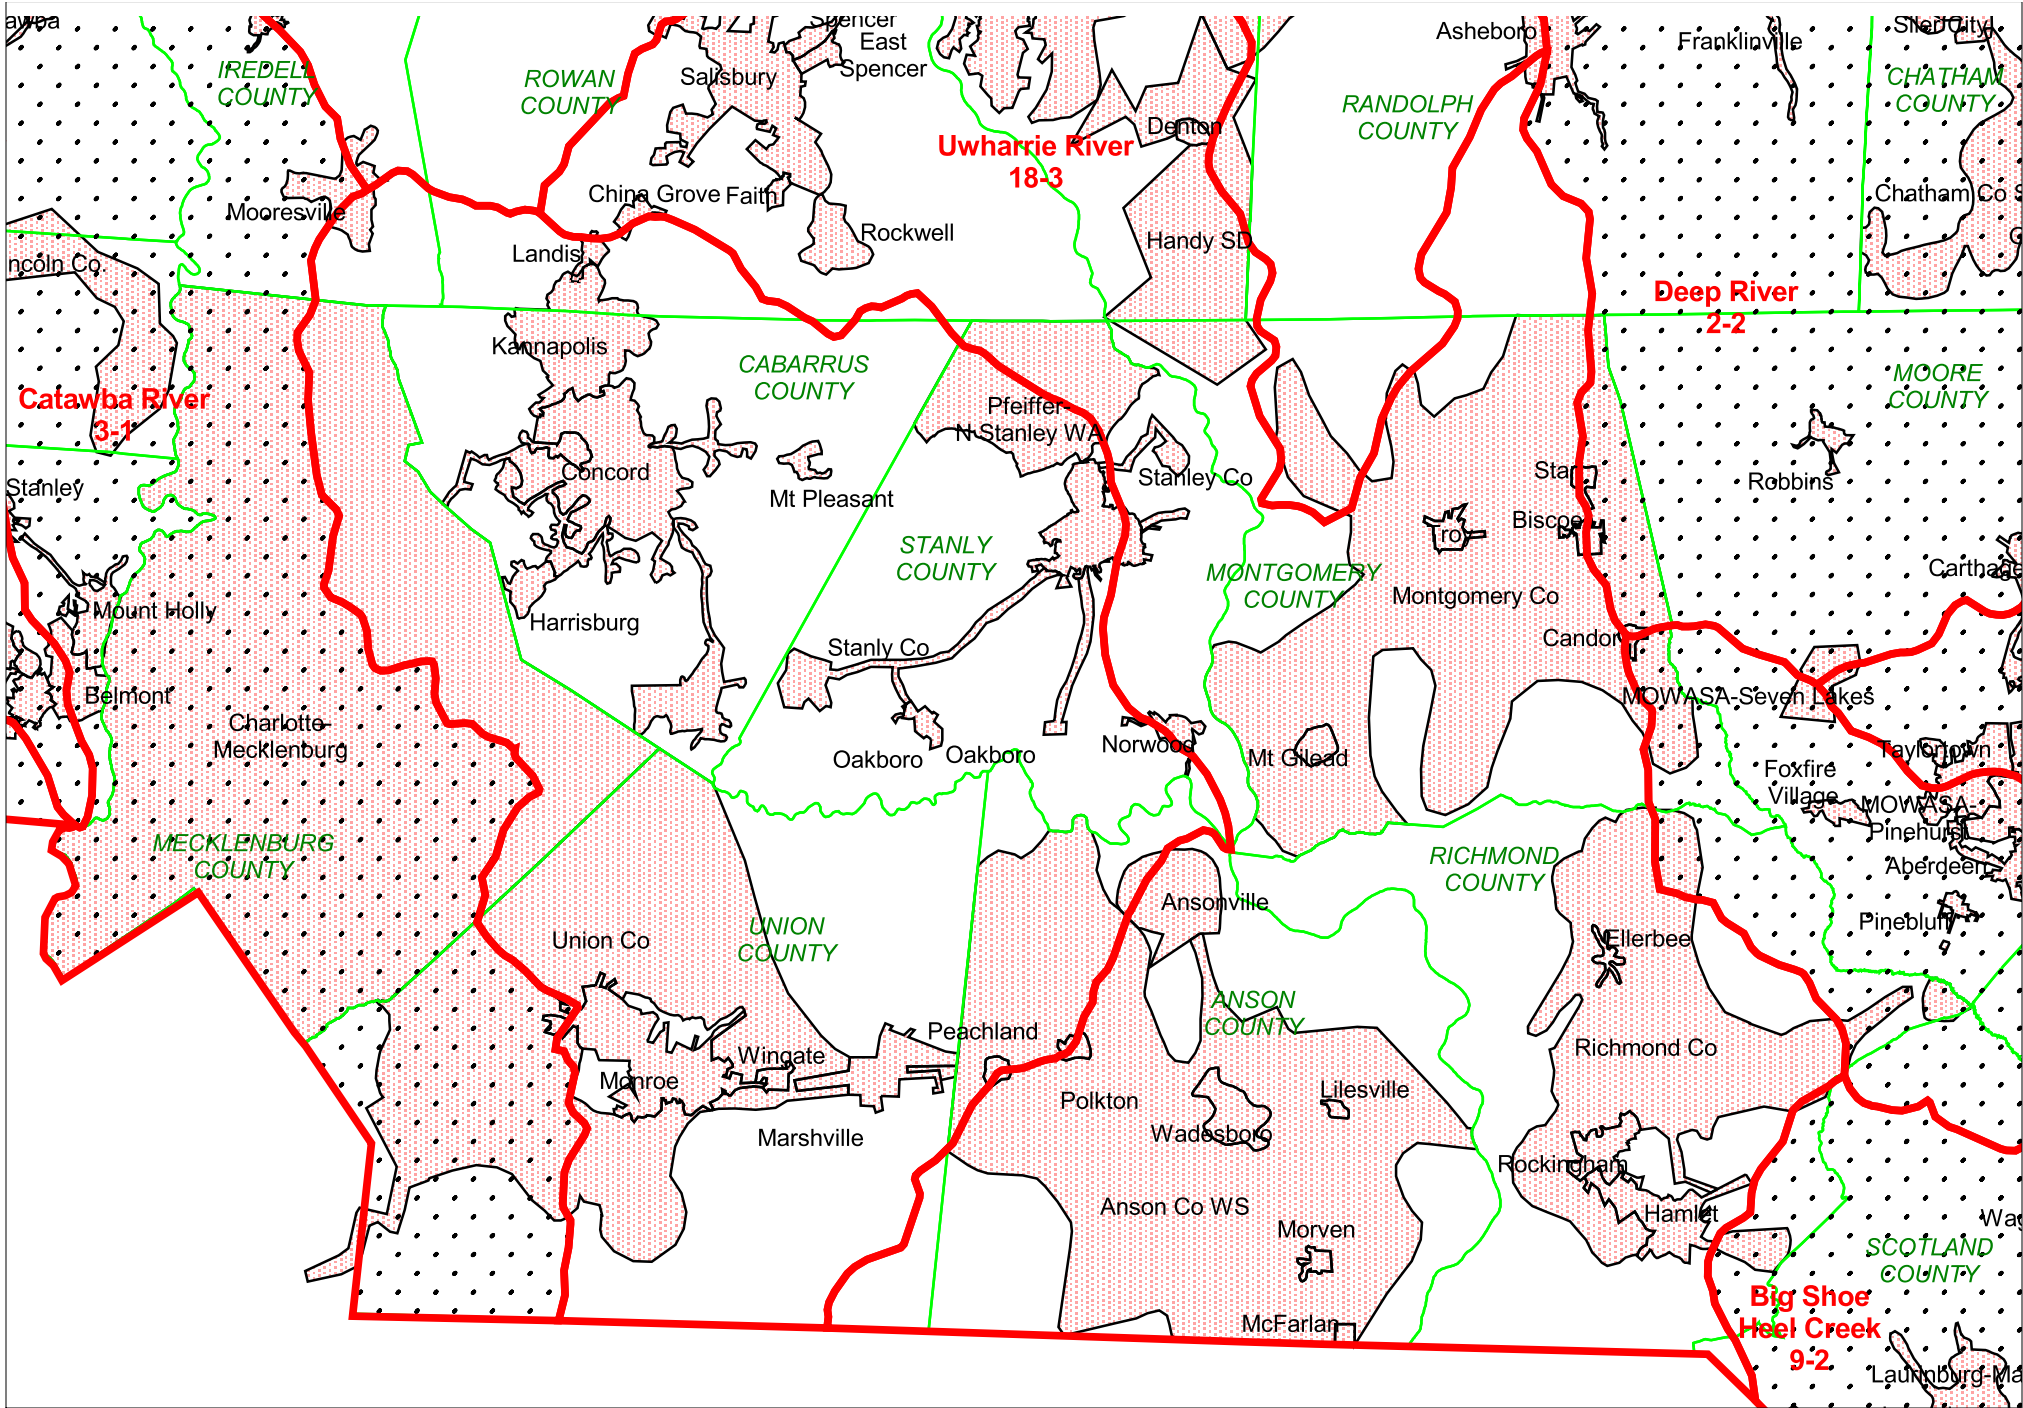 Spencer
East
Spencer
Asheboro
Franklinville
Siler City
IREDELL
COUNTY
ROWAN
COUNTY
Salisbury
RANDOLPH
COUNTY
CHATHAM
COUNTY
Denton
Uwharrie River
18-3
Mooresville
China Grove
Faith
Chatham Co
Landis
Rockwell
Handy SD
ncoln Co.
Deep River
2-2
Kannapolis
CABARRUS
COUNTY
MOORE
COUNTY
Catawba River
3-1
Pfeiffer-
N Stanley WA
Stanley
Concord
Mt Pleasant
Stanley Co
Star
Robbins
Biscoe
ro
STANLY
COUNTY
MONTGOMERY
COUNTY
Carthage
Mount Holly
Harrisburg
Montgomery Co
Stanly Co
Candor
Belmont
MOWASA-Seven Lakes
Charlotte-
Mecklenburg
Oakboro
Oakboro
Norwood
Mt Gilead
Taylortown
Foxfire
Village
MOWASA-
Pinehurst
MECKLENBURG
COUNTY
RICHMOND
COUNTY
Aberdeen
Ansonville
Pinebluff
Union Co
UNION
COUNTY
Ellerbee
ANSON
COUNTY
Peachland
Wingate
Richmond Co
Monroe
Polkton
Lilesville
Marshville
Wadesboro
Rockingham
Anson Co WS
Hamlet
Morven
SCOTLAND
COUNTY
McFarlan
Big Shoe
Heel Creek
9-2
Laurinburg-Ma